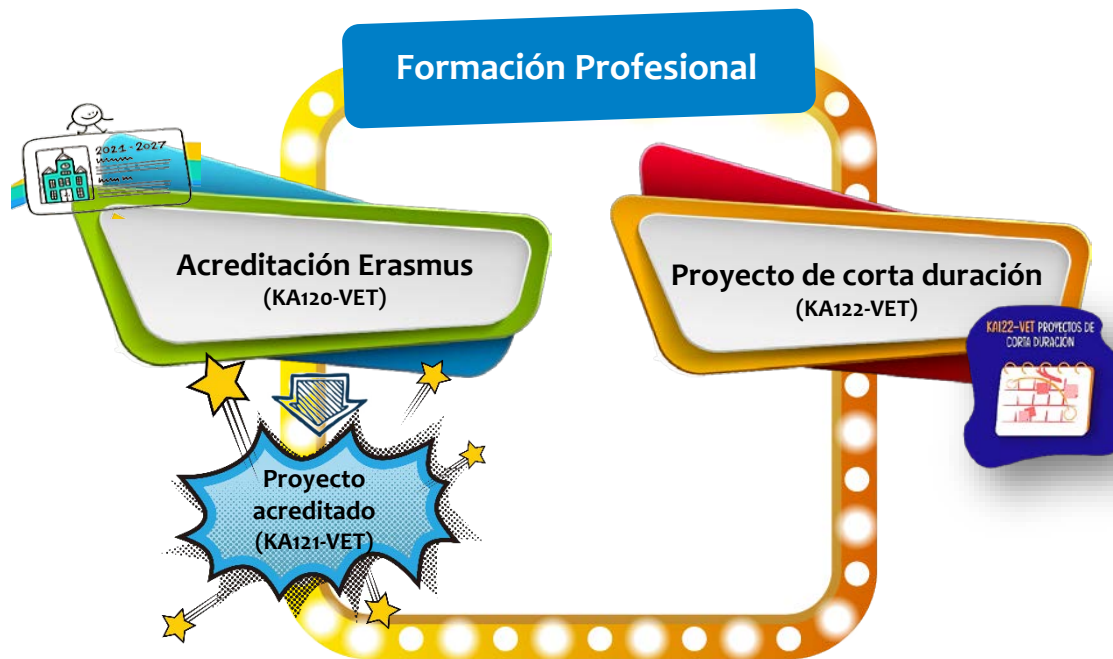 Formación Profesional
2021-2027
Acreditación Erasmus
(KA120-VET)
Proyecto de corta duración
(KA122-VET)
KA122-VET PROYECTOS DE
CORTA DURACIÓN
Proyecto
acreditado
(KA121-VET)